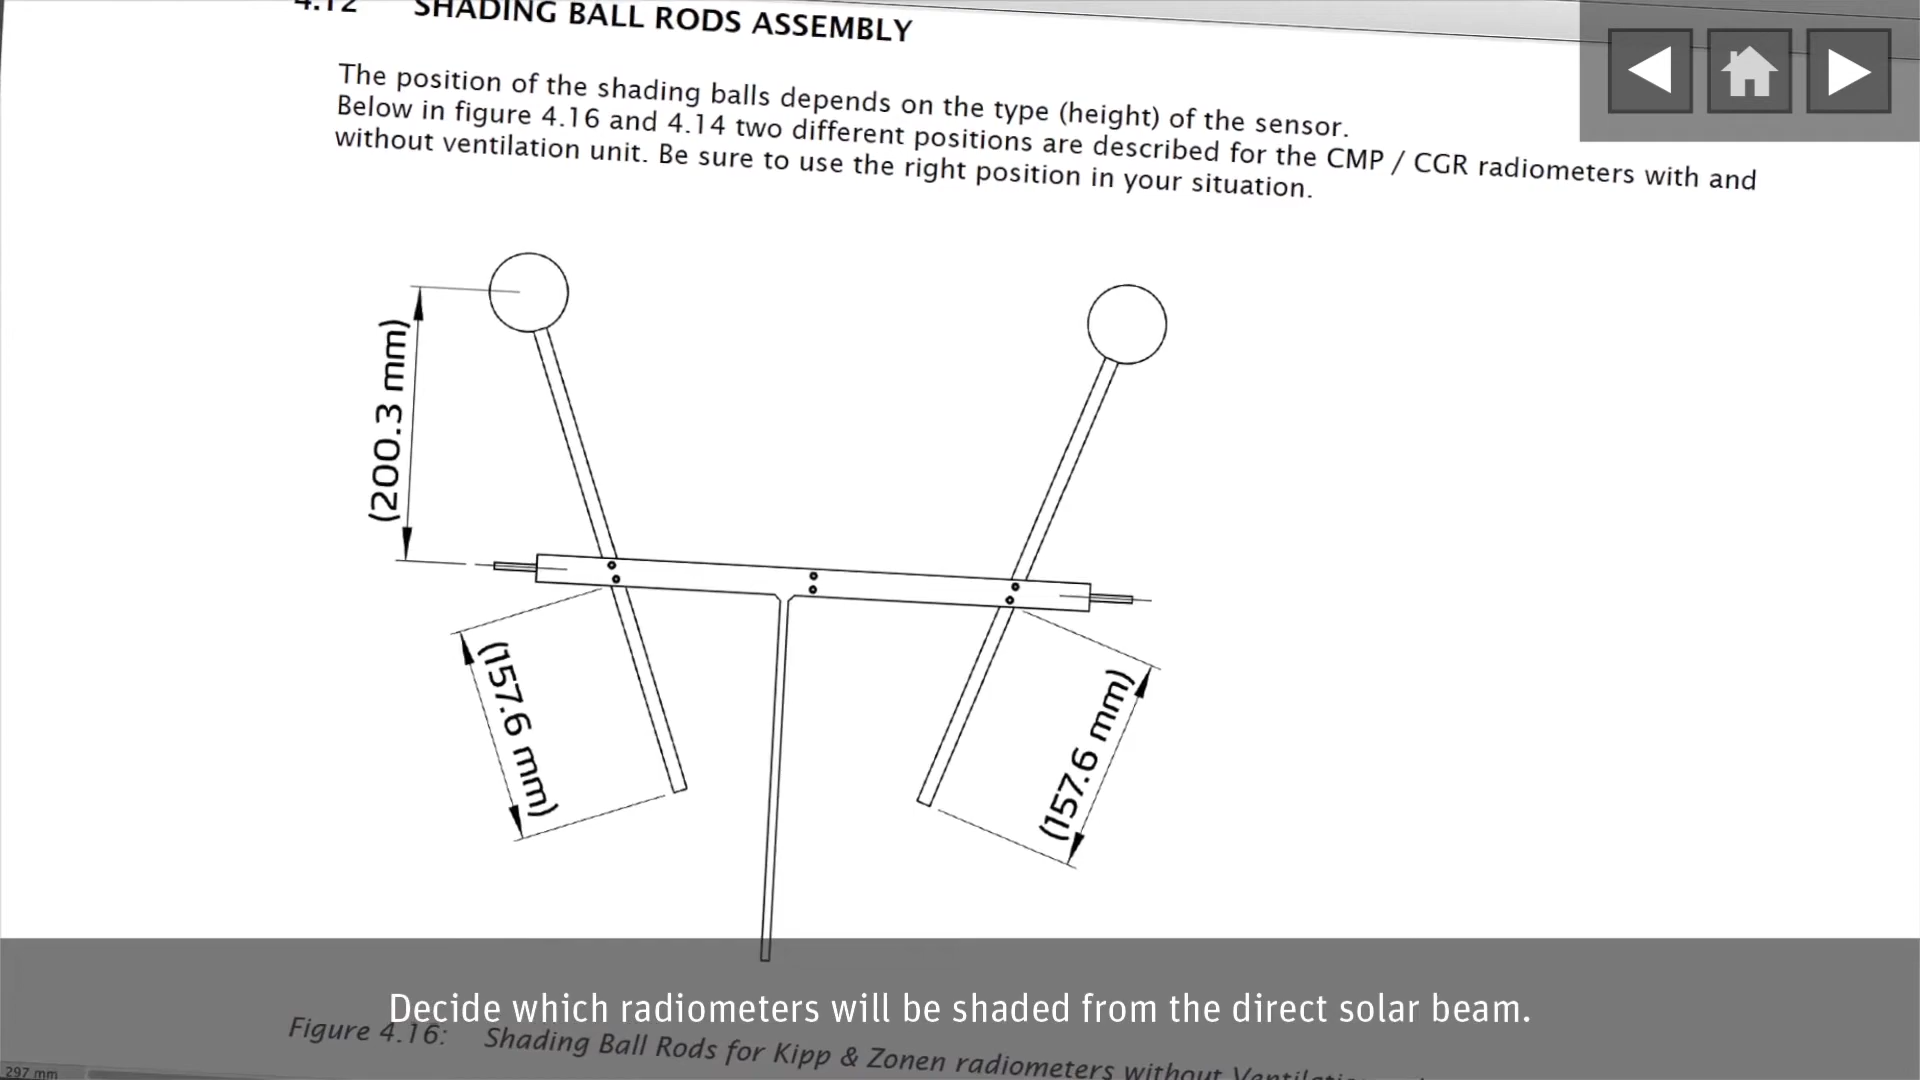 4.12 SHADING BALL RODS ASSEMBLY
The position of the shading balls depends on the type (height) of the sensor.
Below in figure 4.16 and 4.14 two different positions are described for the CMP / CGR radiometers with and
without ventilation unit. Be sure to use the right position in your situation.
(200.3 mm)
(157.6 mm)
(157.6 mm)
Decide which radiometers will be shaded from the direct solar beam.
Figure 4.16: Shading Ball Rods for Kipp & Zonen radiometers without
297 mm